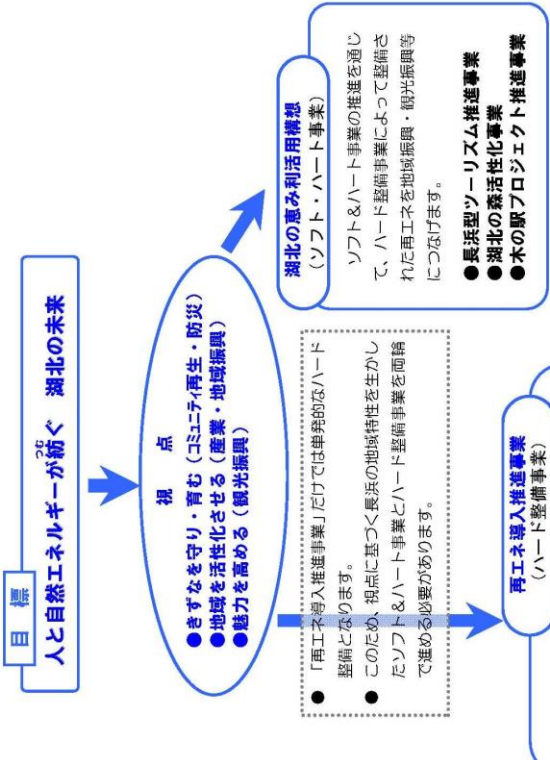 目標
つむ
人と自然エネルギーが紡ぐ 湖北の未来
視 点
●きずなを守り・育む(コミュニティ再生・防災)
●地域を活性化させる(産業・地域振興)
●魅力を高める(観光振興)
● 「再エネ導入推進事業」だけでは単発的なハード
整備となります。
● このため、視点に基づく長浜の地域特性を生かし
たソフト&ハート事業とハード整備事業を両輪
で進める必要があります。
湖北の恵み利活用構想
(ソフト・ハート事業)
ソフト&ハート事業の推進を通じ
て、ハード整備事業によって整備さ
れた再エネを地域振興・観光振興等
につなげます。
●長浜型ツーリズム推進事業
●湖北の森活性化事業
●木の駅プロジェクト推進事業
再エネ導入推進事業
(ハード整備事業)